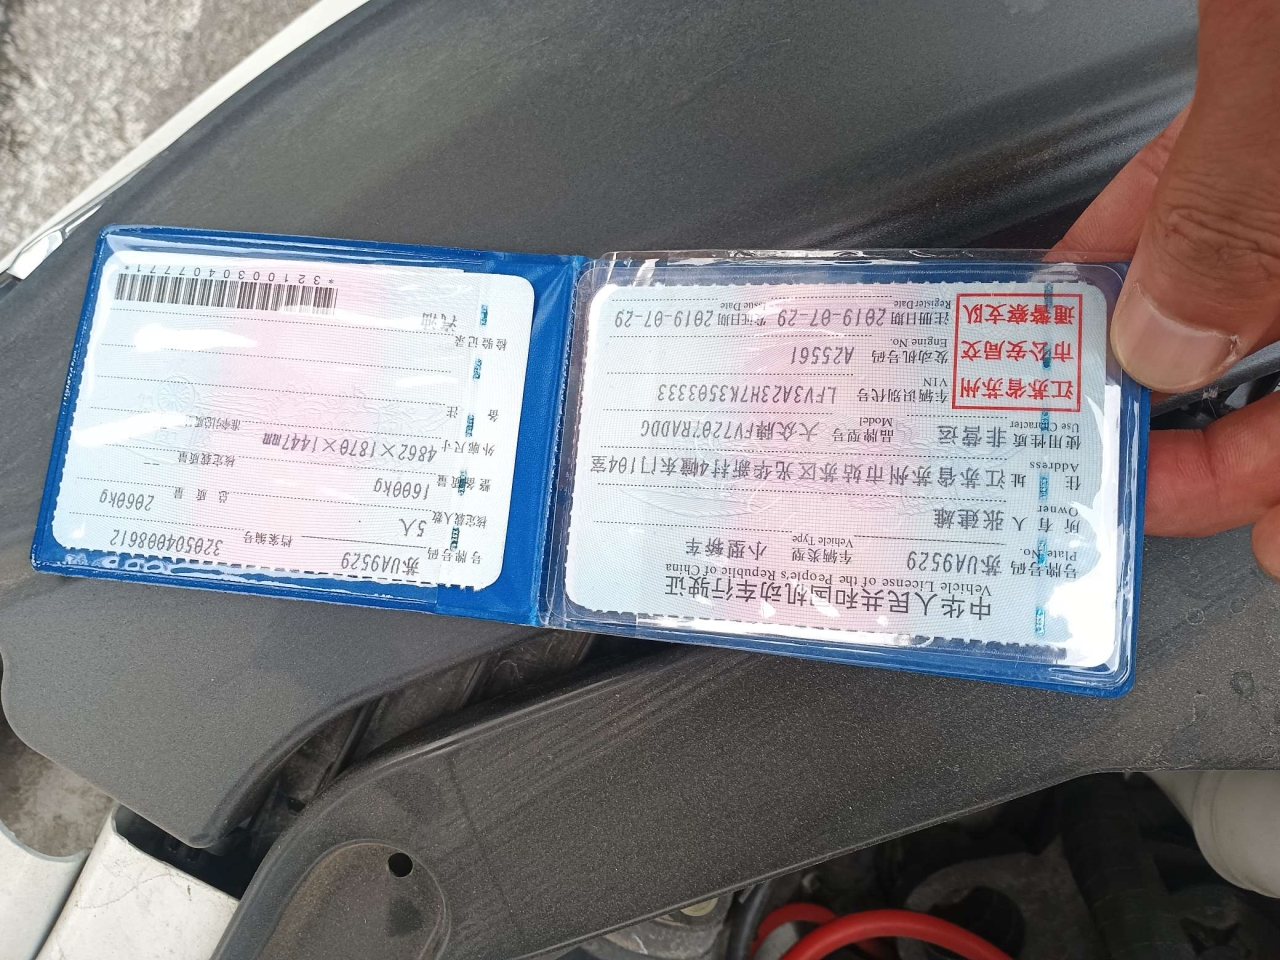 中华人民共和国机动车行驶证
Vehicle License of the People's Republic of China
号牌号码 苏UA9529 车辆类型 小型轿车
Plate No. Vehicle Type
所有人 张建雄
Owner
住址 江苏省苏州市姑苏区光华新村4幢东门104室
Address
使用性质 非营运 品牌型号 大众牌FV7207BADDG
Use Character Model
江苏省苏州
市公安局交
通警察支队
车辆识别代号 LFV3A23H7K3503333
VIN
发动机号码 A25561
Engine No.
注册日期 2019-07-29 发证日期 2019-07-29
Register Date Issue Date
号牌号码 苏UA9529 档案编号 320504008612
核定载人数 5人 总质量 2060kg
整备质量 1600kg 核定载质量 --
外廓尺寸 4862×1870×1447mm 准牵引总质量
备注
检验记录
汽油
*3210030407771*